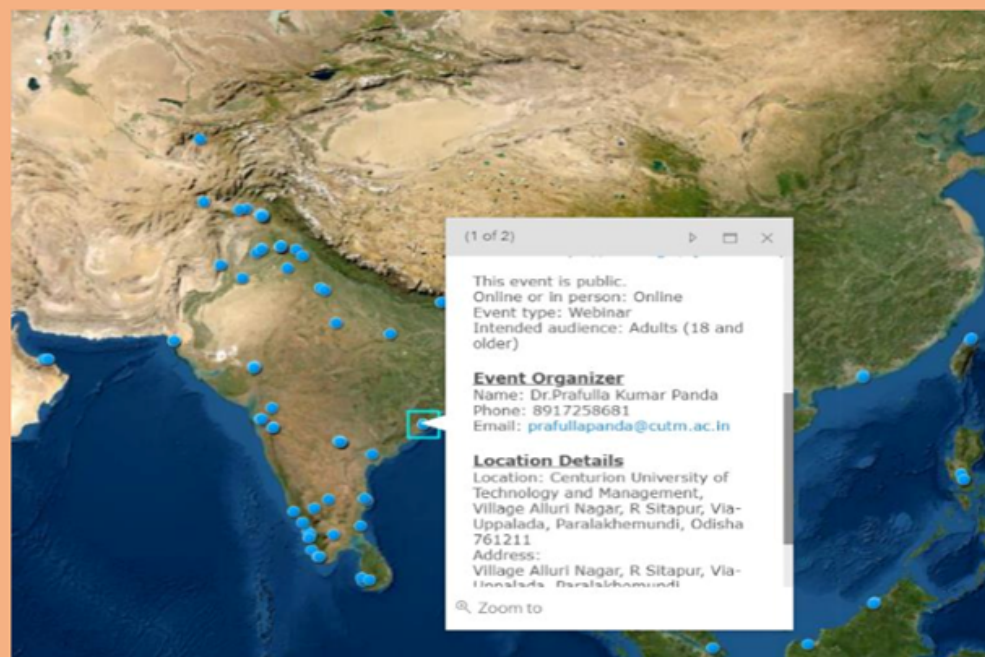 (1 of 2)
This event is public.
Online or in person: Online
Event type: Webinar
Intended audience: Adults (18 and
older)
Event Organizer
Name: Dr.Prafulla Kumar Panda
Phone: 8917258681
Email: prafullapanda@cutm.ac.in
Location Details
Location: Centurion University of
Technology and Management,
Village Alluri Nagar, R Sitapur, Via-
Uppalada, Paralakhemundi, Odisha
761211
Address:
Village Alluri Nagar, R Sitapur, Via-
Uppalada, Paralakhemundi,
Zoom to